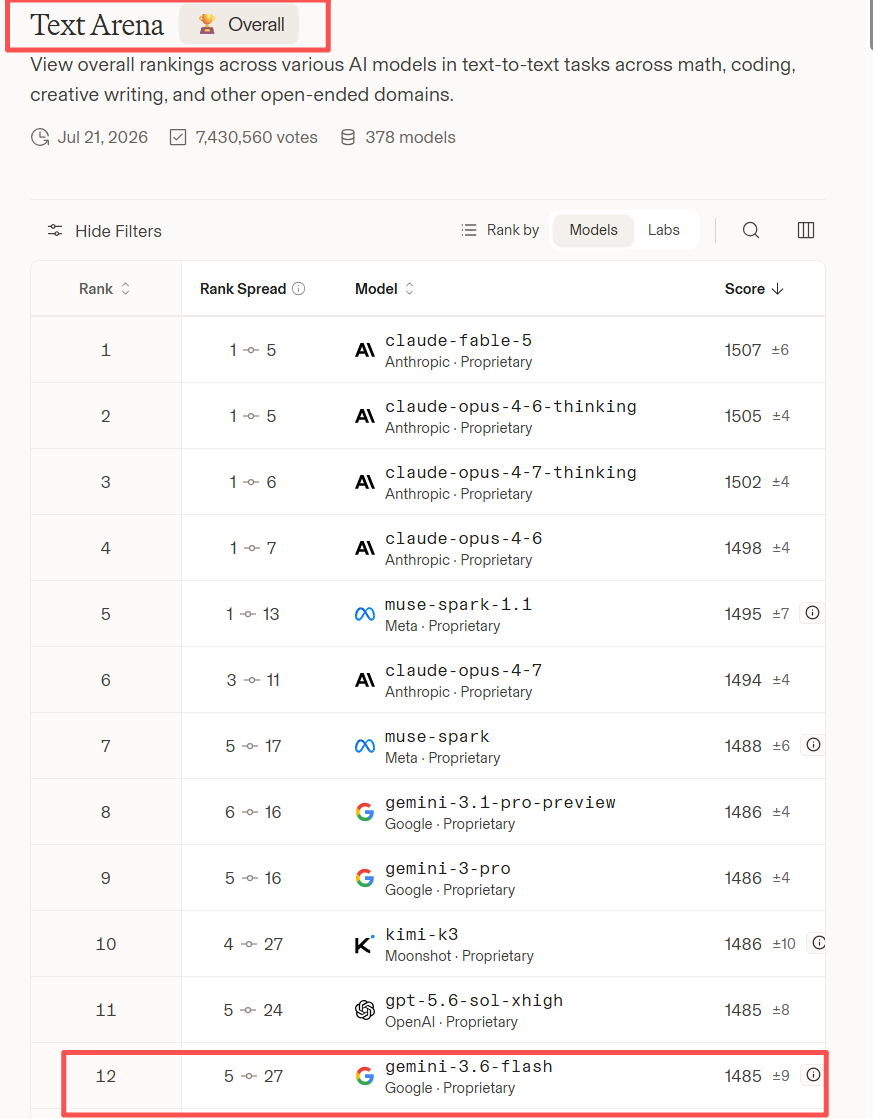 Text Arena 🏆 Overall
View overall rankings across various AI models in text-to-text tasks across math, coding,
creative writing, and other open-ended domains.
Jul 21, 2026 7,430,560 votes 378 models
Hide Filters Rank by Models Labs
Rank Rank Spread Model Score
1 1 5 claude-fable-5 1507 ±6
Anthropic · Proprietary
2 1 5 claude-opus-4-6-thinking 1505 ±4
Anthropic · Proprietary
3 1 6 claude-opus-4-7-thinking 1502 ±4
Anthropic · Proprietary
4 1 7 claude-opus-4-6 1498 ±4
Anthropic · Proprietary
5 1 13 muse-spark-1.1 1495 ±7
Meta · Proprietary
6 3 11 claude-opus-4-7 1494 ±4
Anthropic · Proprietary
7 5 17 muse-spark 1488 ±6
Meta · Proprietary
8 6 16 gemini-3.1-pro-preview 1486 ±4
Google · Proprietary
9 5 16 gemini-3-pro 1486 ±4
Google · Proprietary
10 4 27 kimi-k3 1486 ±10
Moonshot · Proprietary
11 5 24 gpt-5.6-sol-xhigh 1485 ±8
OpenAI · Proprietary
12 5 27 gemini-3.6-flash 1485 ±9
Google · Proprietary